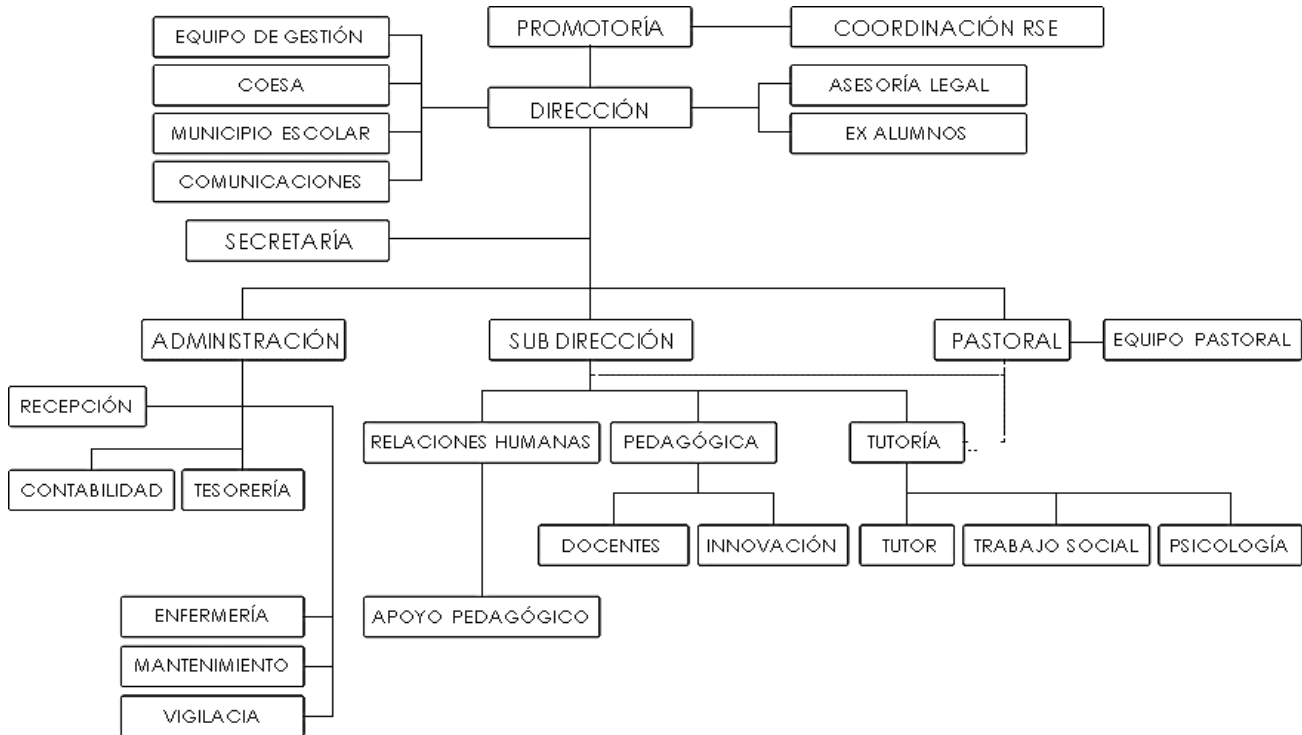 PROMOTORÍA
COORDINACIÓN RSE
EQUIPO DE GESTIÓN
COESA
MUNICIPIO ESCOLAR
COMUNICACIONES
DIRECCIÓN
ASESORÍA LEGAL
EX ALUMNOS
SECRETARÍA
ADMINISTRACIÓN
SUB DIRECCIÓN
PASTORAL
EQUIPO PASTORAL
RECEPCIÓN
CONTABILIDAD
TESORERÍA
RELACIONES HUMANAS
PEDAGÓGICA
TUTORÍA
DOCENTES
INNOVACIÓN
TUTOR
TRABAJO SOCIAL
PSICOLOGÍA
ENFERMERÍA
APOYO PEDAGÓGICO
MANTENIMIENTO
VIGILACIA